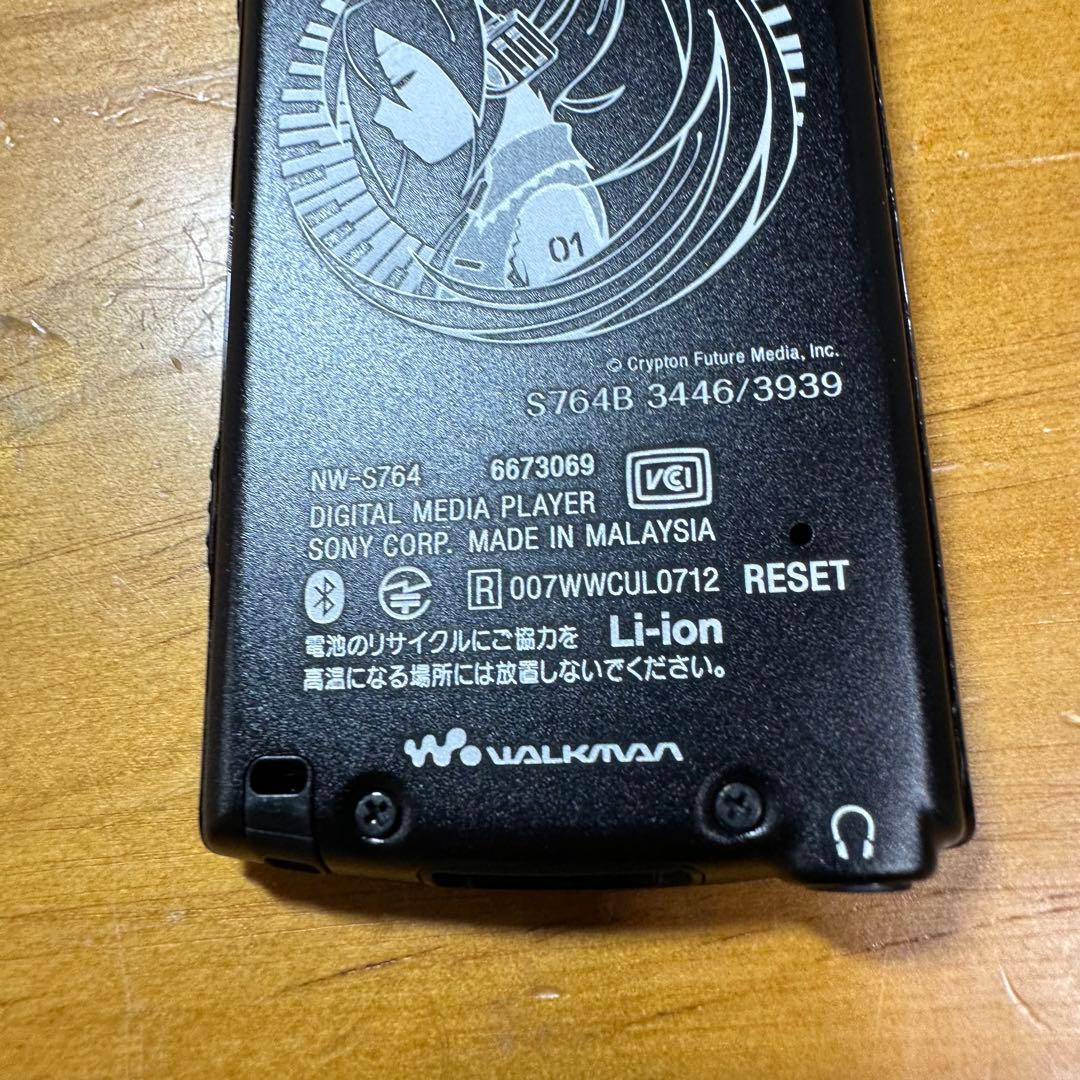 01
© Crypton Future Media, Inc.
S764B 3446/3939
NW-S764 6673069 VCCI
DIGITAL MEDIA PLAYER
SONY CORP. MADE IN MALAYSIA
R 007WWCUL0712 RESET
電池のリサイクルにご協力を Li-ion
高温になる場所には放置しないでください。
W. WALKMAN